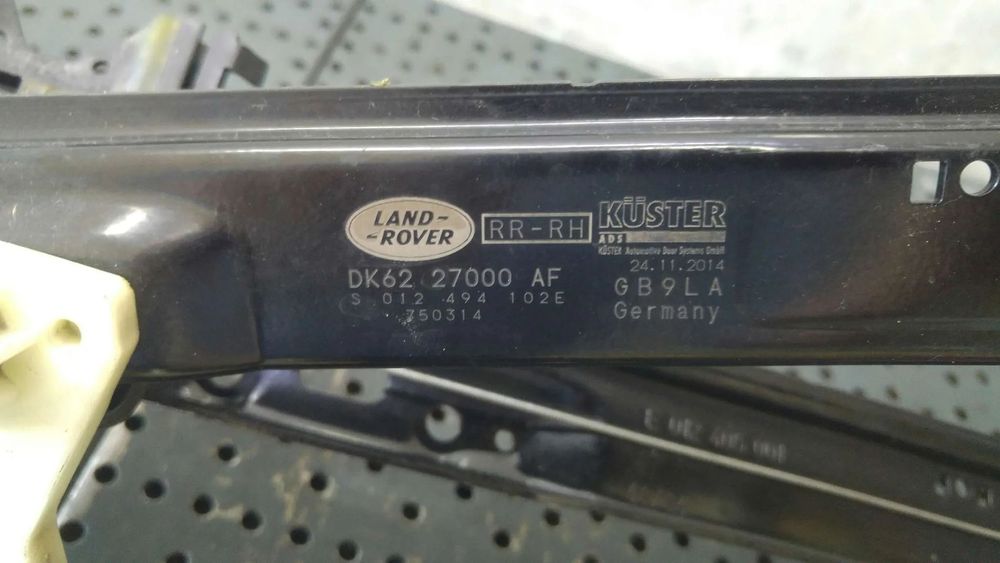 LAND-
-ROVER
RR-RH
KÜSTER
ADS
KÜSTER Automotive Door Systems GmbH
24.11.2014
GB9LA
Germany
DK62 27000 AF
S 012 494 102E
750314